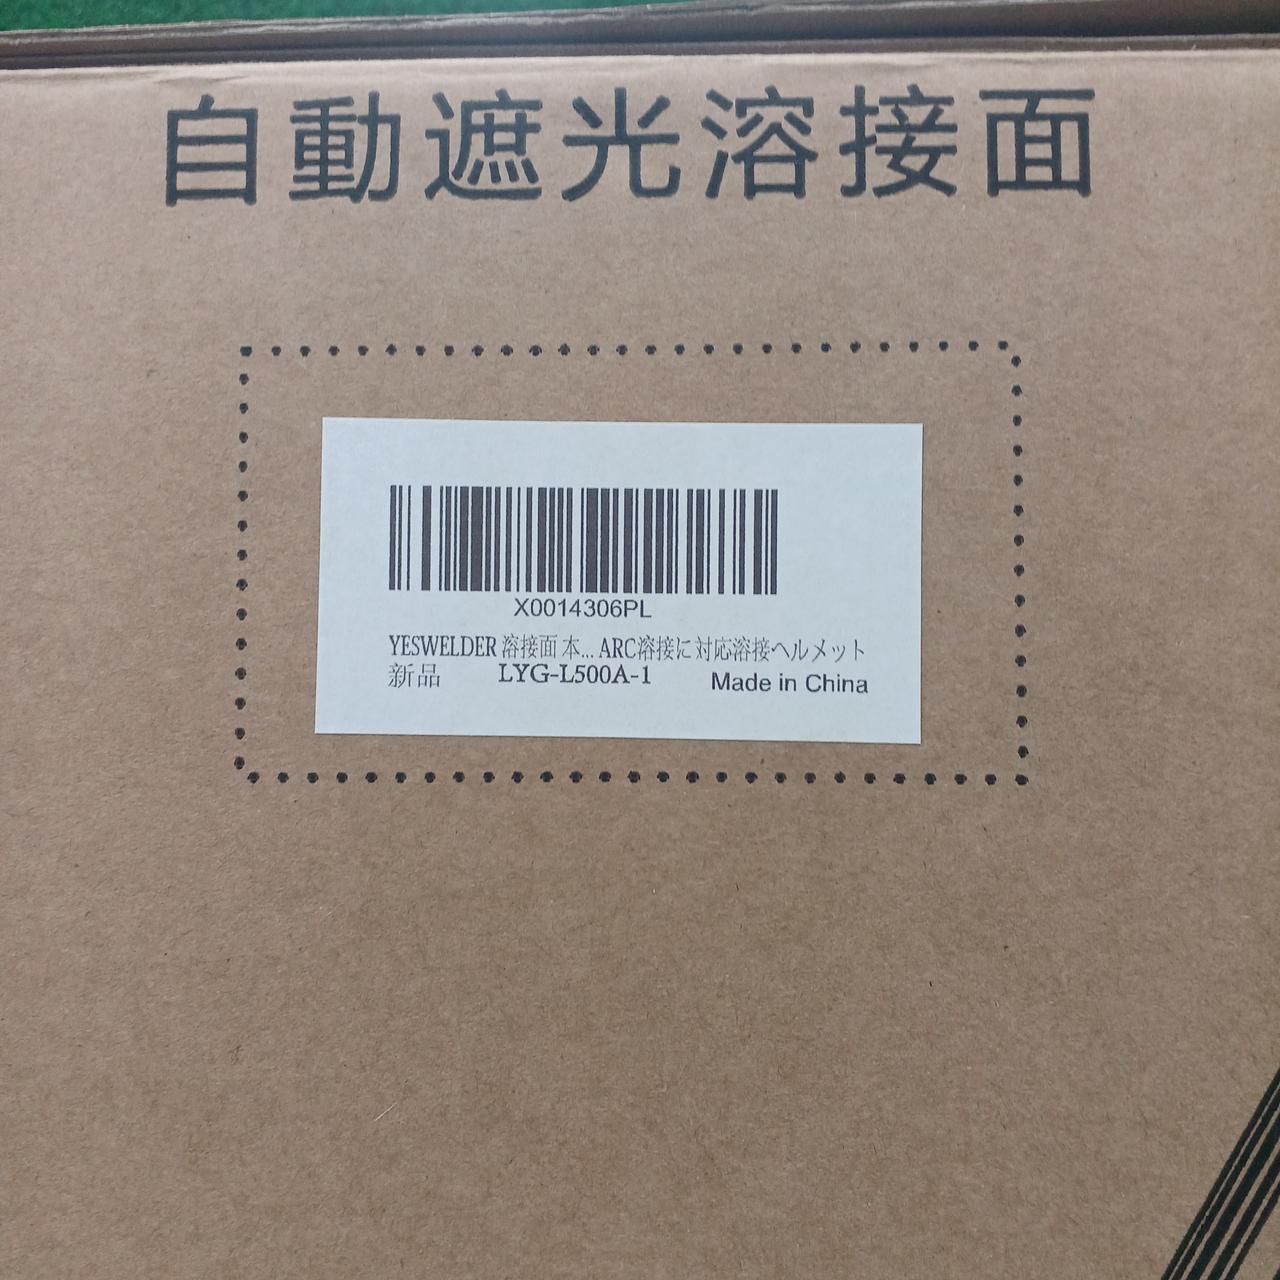 自動遮光溶接面
X0014306PL
YESWELDER 溶接面 本... ARC溶接に対応溶接ヘルメット
新品 LYG-L500A-1 Made in China